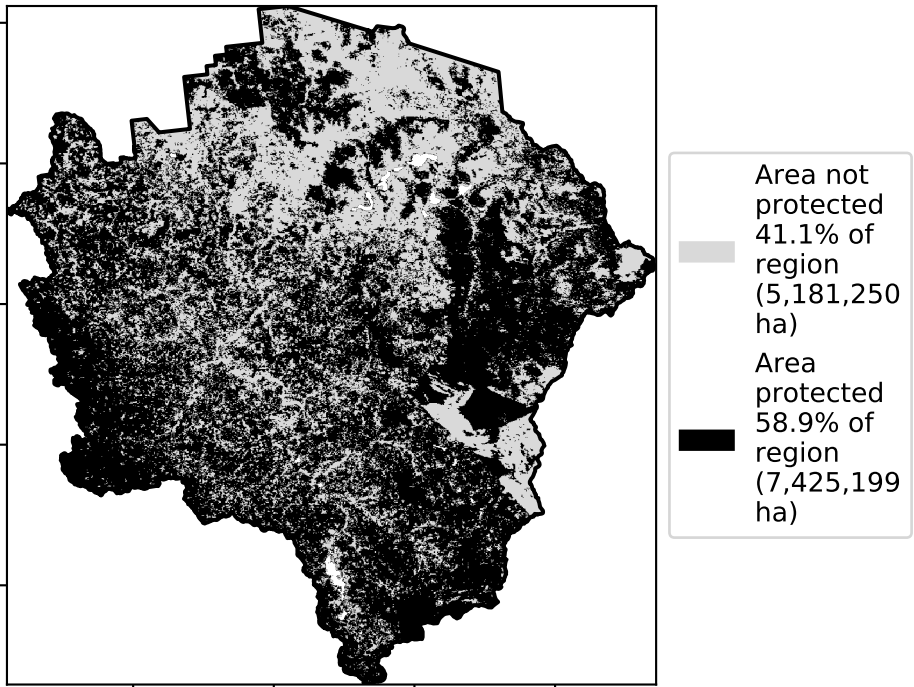 Area not
protected
41.1% of
region
(5,181,250
ha)
Area
protected
58.9% of
region
(7,425,199
ha)